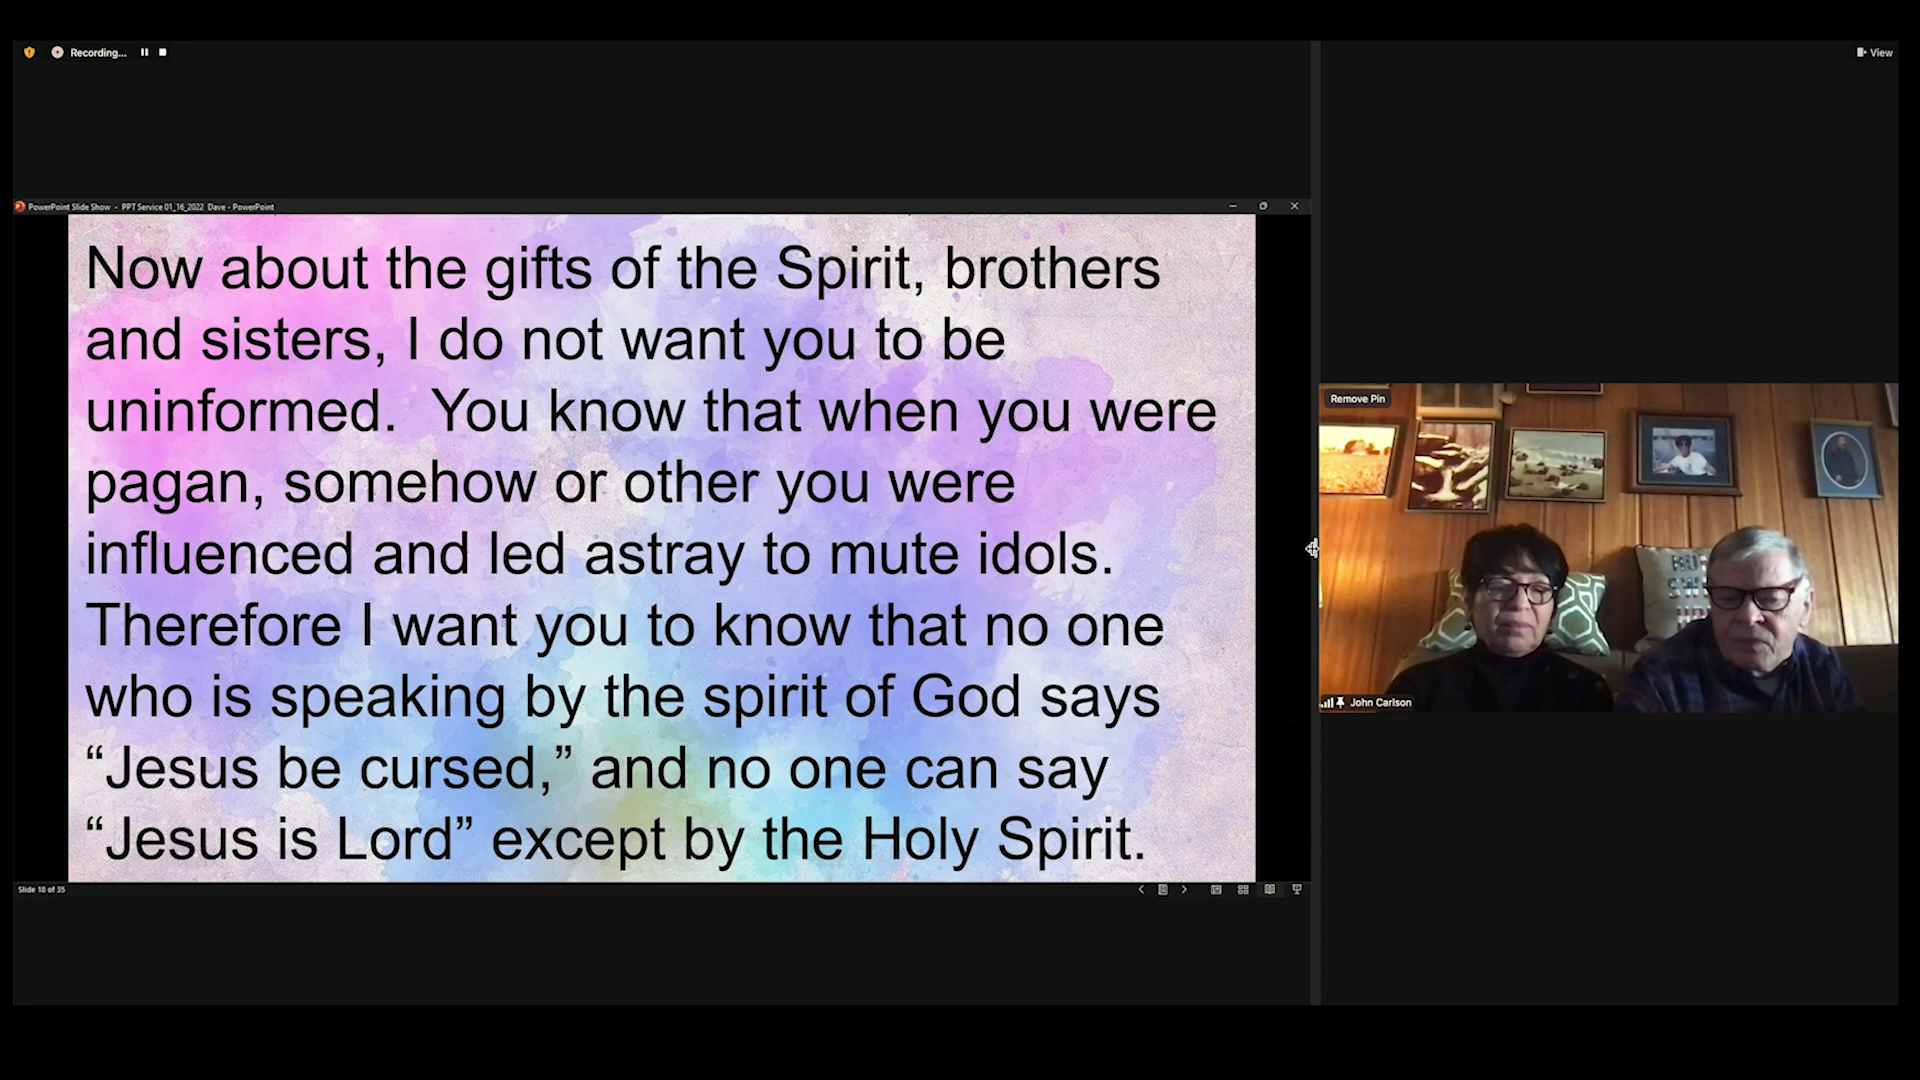 Recording...
View
PowerPoint Slide Show - PPT Service 01_16_2022 Dave - PowerPoint
Now about the gifts of the Spirit, brothers
and sisters, I do not want you to be
uninformed. You know that when you were
pagan, somehow or other you were
influenced and led astray to mute idols.
Therefore I want you to know that no one
who is speaking by the spirit of God says
“Jesus be cursed,” and no one can say
“Jesus is Lord” except by the Holy Spirit.
Slide 18 of 35
Remove Pin
John Carlson